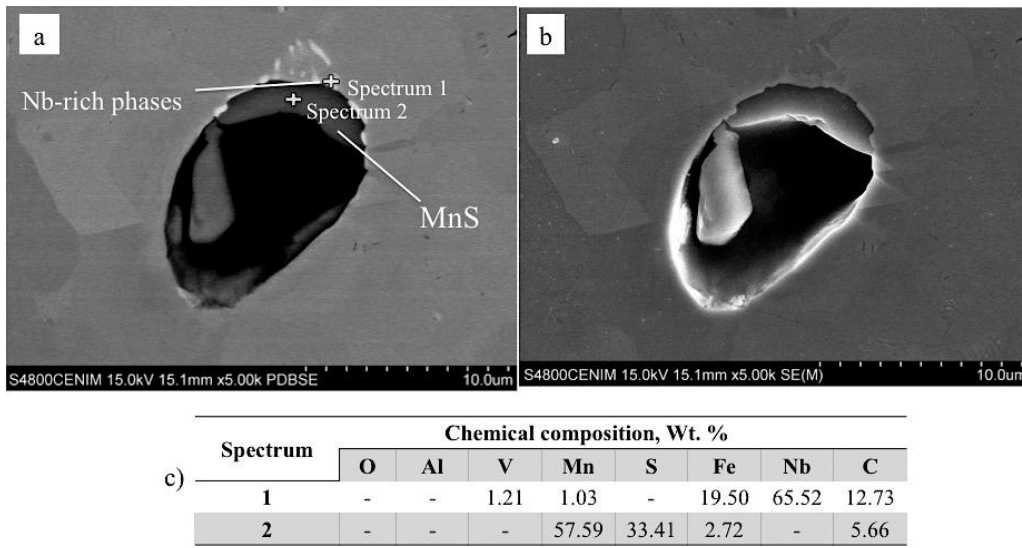 a
b
Spectrum 1
Nb-rich phases
Spectrum 2
MnS
S4800CENIM 15.0kV 15.1mm x5.00k PDBSE 10.0um
S4800CENIM 15.0kV 15.1mm x5.00k SE(M) 10.0um
c)
Spectrum Chemical composition, Wt. %
O Al V Mn S Fe Nb C
1 - - 1.21 1.03 - 19.50 65.52 12.73
2 - - - 57.59 33.41 2.72 - 5.66